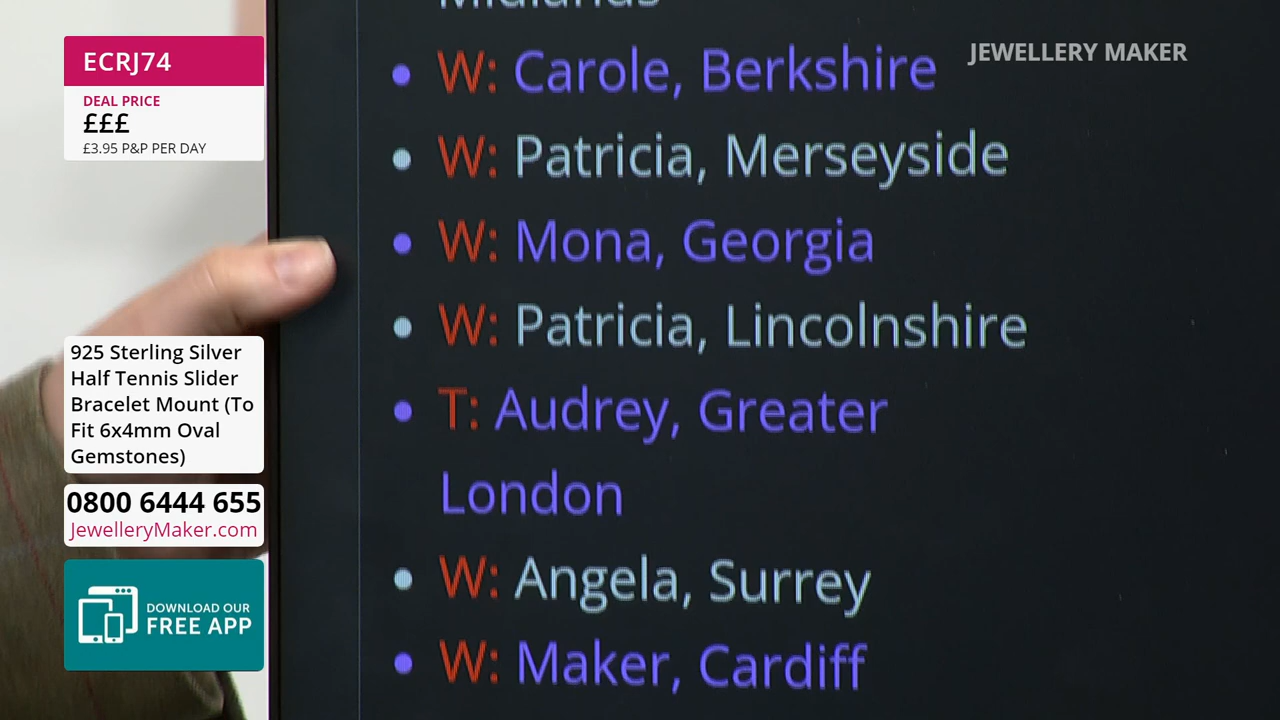 Midlands
W: Carole, Berkshire
W: Patricia, Merseyside
W: Mona, Georgia
W: Patricia, Lincolnshire
T: Audrey, Greater
London
W: Angela, Surrey
W: Maker, Cardiff
JEWELLERY MAKER
ECRJ74
DEAL PRICE
£££
£3.95 P&P PER DAY
925 Sterling Silver
Half Tennis Slider
Bracelet Mount (To
Fit 6x4mm Oval
Gemstones)
0800 6444 655
JewelleryMaker.com
DOWNLOAD OUR
FREE APP